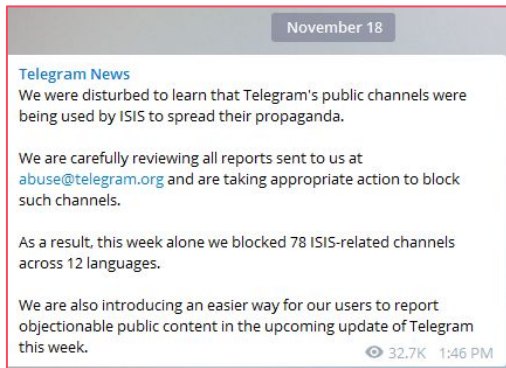 November 18
Telegram News
We were disturbed to learn that Telegram's public channels were
being used by ISIS to spread their propaganda.
We are carefully reviewing all reports sent to us at
abuse@telegram.org and are taking appropriate action to block
such channels.
As a result, this week alone we blocked 78 ISIS-related channels
across 12 languages.
We are also introducing an easier way for our users to report
objectionable public content in the upcoming update of Telegram
this week.
32.7K 1:46 PM